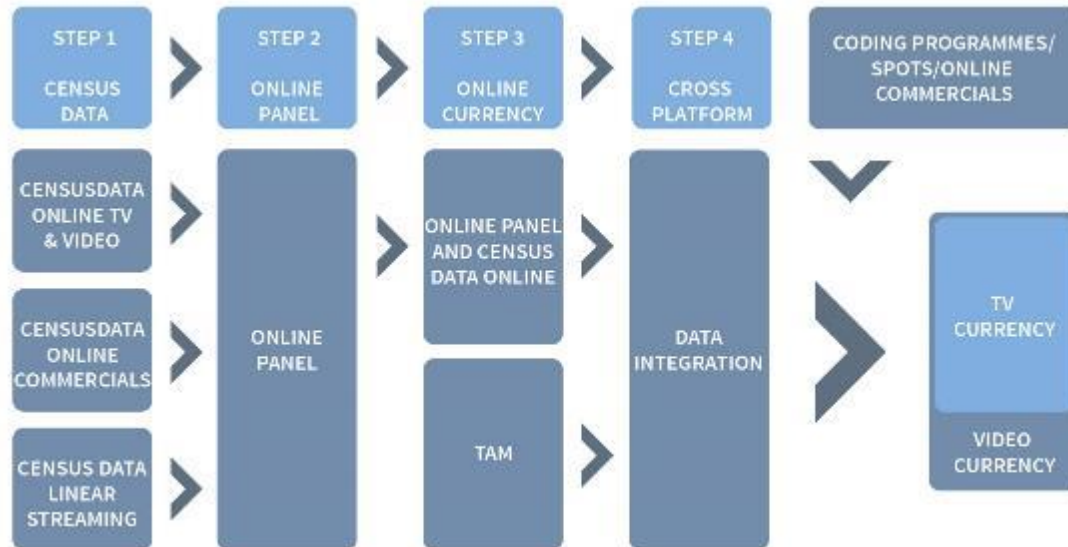 STEP 1
CENSUS
DATA
STEP 2
ONLINE
PANEL
STEP 3
ONLINE
CURRENCY
STEP 4
CROSS
PLATFORM
CODING PROGRAMMES/
SPOTS/ONLINE
COMMERCIALS
CENSUSDATA
ONLINE TV
& VIDEO
CENSUSDATA
ONLINE
COMMERCIALS
CENSUS DATA
LINEAR
STREAMING
ONLINE
PANEL
ONLINE PANEL
AND CENSUS
DATA ONLINE
TAM
DATA
INTEGRATION
TV
CURRENCY
VIDEO
CURRENCY